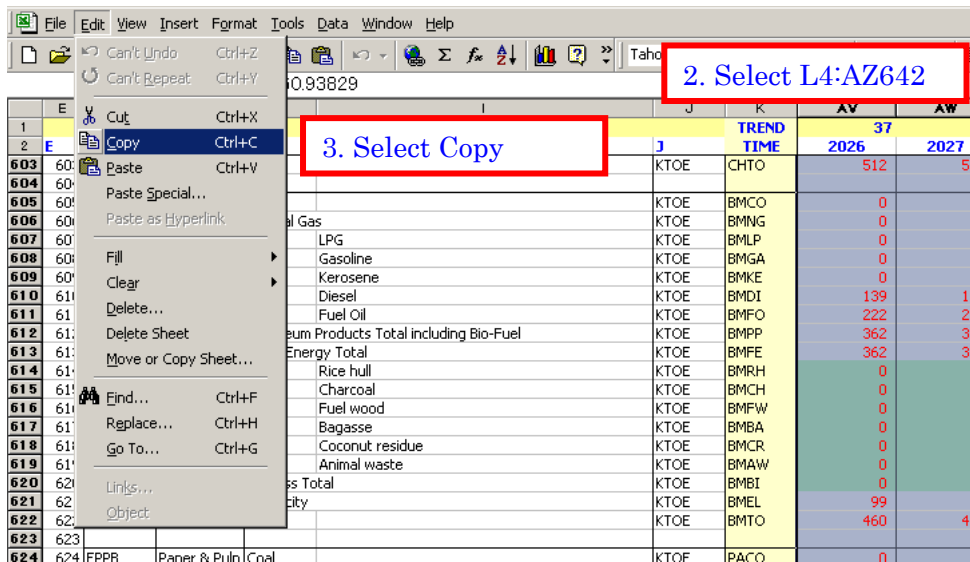 File Edit View Insert Format Tools Data Window Help
Can't Undo Ctrl+Z
Can't Repeat Ctrl+Y
Cut Ctrl+X
Copy Ctrl+C
Paste Ctrl+V
Paste Special...
Paste as Hyperlink
Fill
Clear
Delete...
Delete Sheet
Move or Copy Sheet...
Find... Ctrl+F
Replace... Ctrl+H
Go To... Ctrl+G
Links...
Object
2. Select L4:AZ642
3. Select Copy
0.93829
E I J K AV AW
1 TREND 37
2 E J TIME 2026 2027
603 KTOE CHTO 512
604
605 KTOE BMCO 0
606 al Gas KTOE BMNG 0
607 LPG KTOE BMLP 0
608 Gasoline KTOE BMGA 0
609 Kerosene KTOE BMKE 0
610 Diesel KTOE BMDI 139
611 Fuel Oil KTOE BMFO 222
612 eum Products Total including Bio-Fuel KTOE BMPP 362
613 Energy Total KTOE BMFE 362
614 Rice hull KTOE BMRH 0
615 Charcoal KTOE BMCH 0
616 Fuel wood KTOE BMFW 0
617 Bagasse KTOE BMBA 0
618 Coconut residue KTOE BMCR 0
619 Animal waste KTOE BMAW 0
620 ss Total KTOE BMBI 0
621 city KTOE BMEL 99
622 KTOE BMTO 460
623 623
624 624 FPPB Paper & Pulp Coal KTOE PACO 0